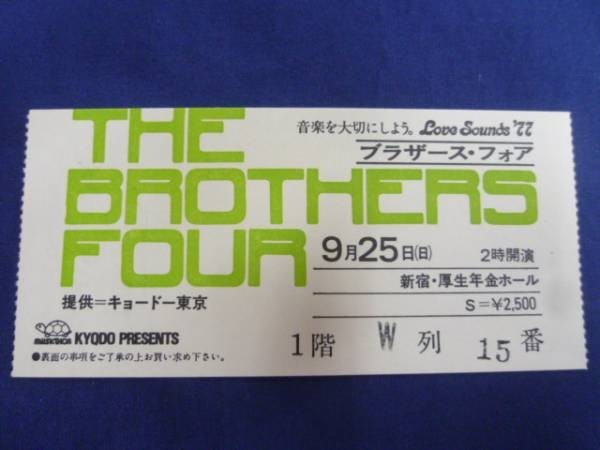 音楽を大切にしよう。 Love Sounds '77
THE
BROTHERS
FOUR
ブラザース・フォア
9月25日(日) 2時開演
新宿・厚生年金ホール
S=¥2,500
提供=キョードー東京
KYODO PRESENTS
1階 W 列 15番
●裏面の事項をご了承の上お買い求め下さい。